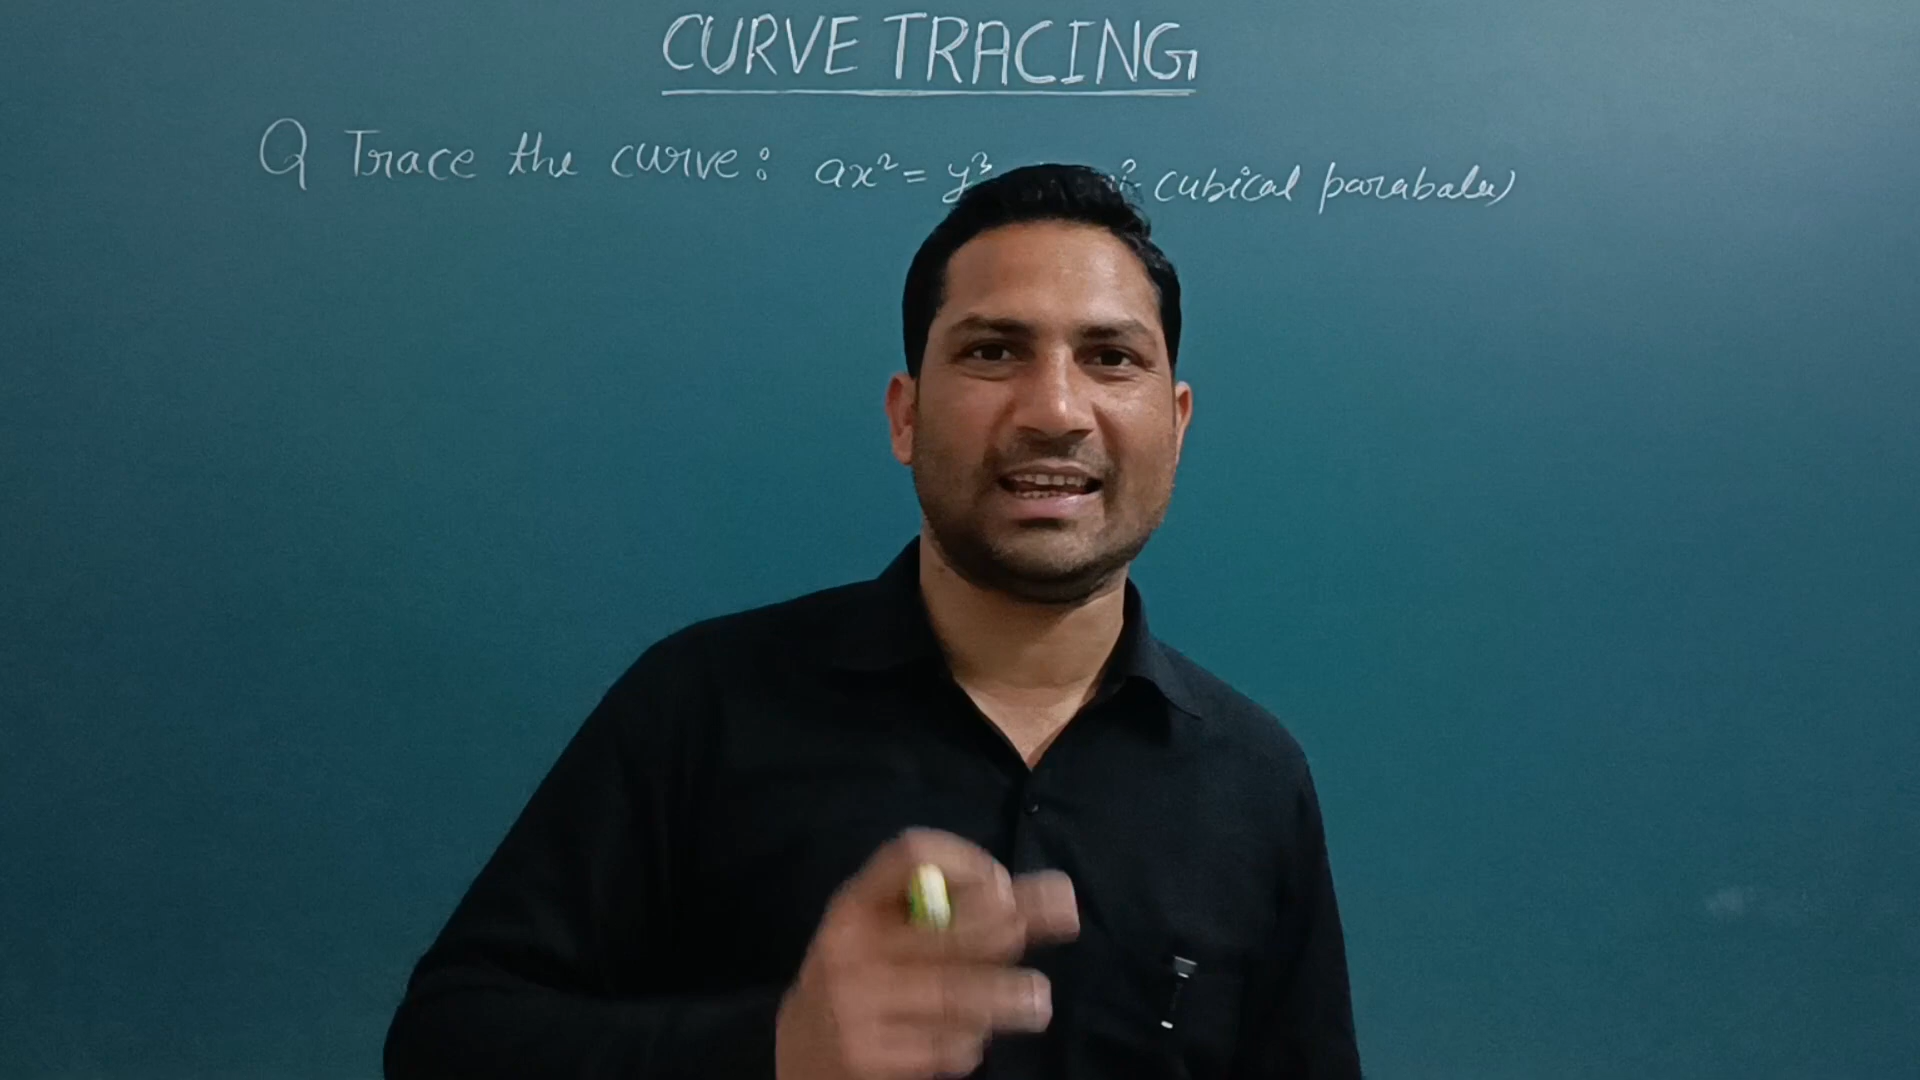 CURVE TRACING
Q Trace the curve: ax² = y³ cubical parabola)